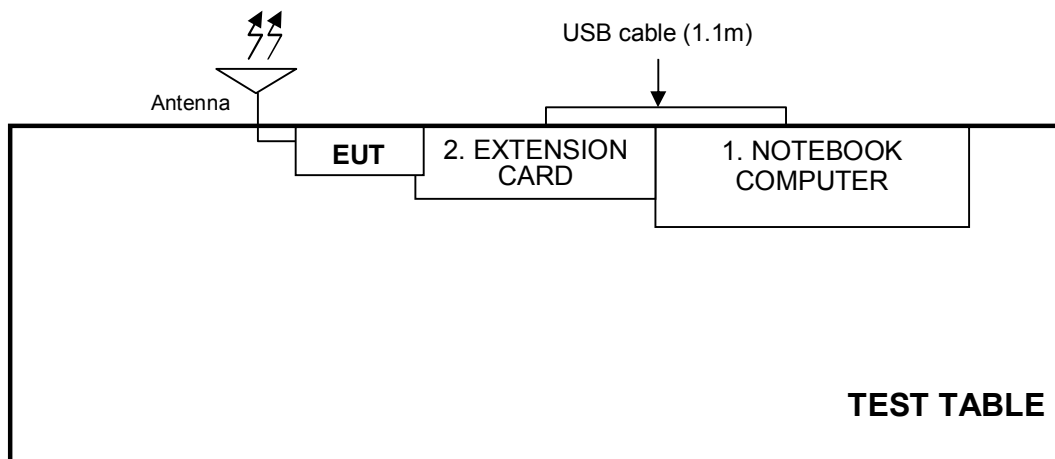 USB cable (1.1m)
Antenna
EUT
2. EXTENSION
CARD
1. NOTEBOOK
COMPUTER
TEST TABLE